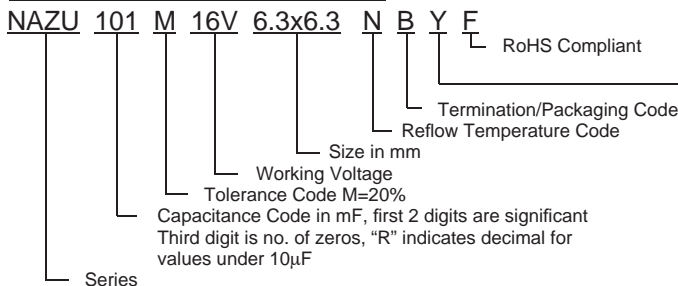 NAZU 101 M 16V 6.3x6.3 N B Y F
RoHS Compliant
Termination/Packaging Code
Reflow Temperature Code
Size in mm
Working Voltage
Tolerance Code M=20%
Capacitance Code in mF, first 2 digits are significant
Third digit is no. of zeros, “R” indicates decimal for
values under 10μF
Series